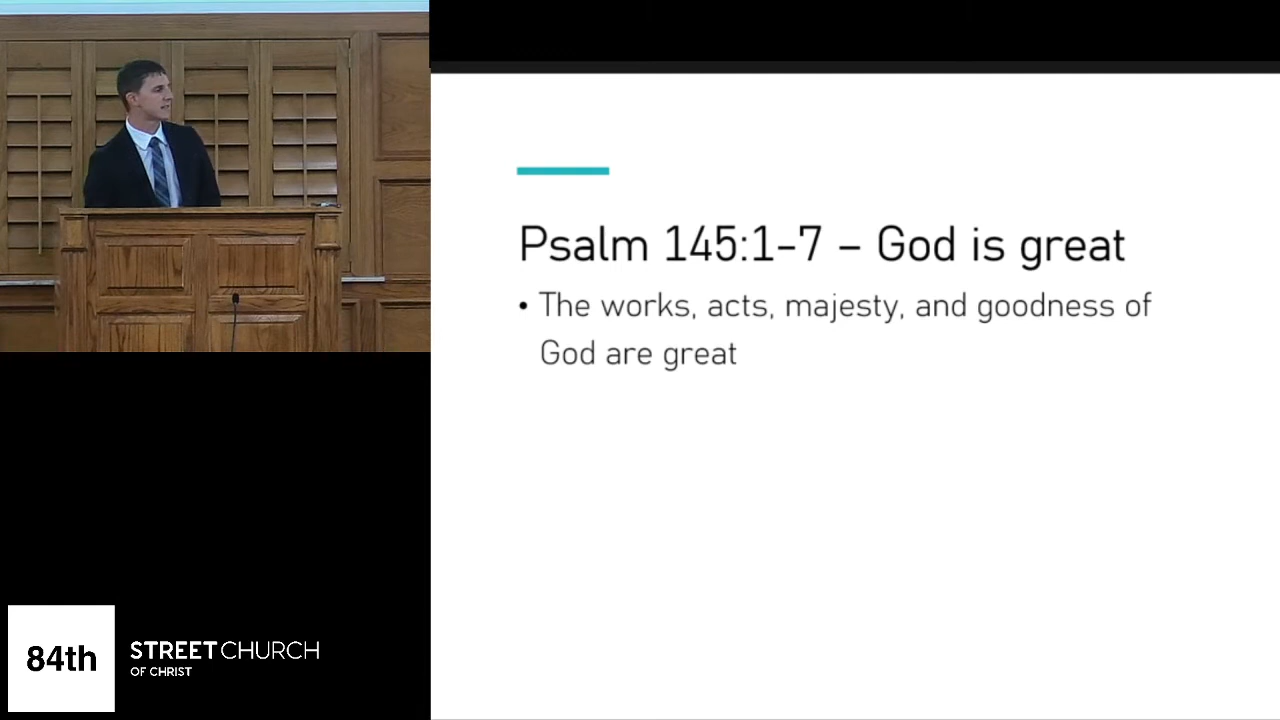 Psalm 145:1-7 – God is great
• The works, acts, majesty, and goodness of
God are great
84th
STREET CHURCH
OF CHRIST